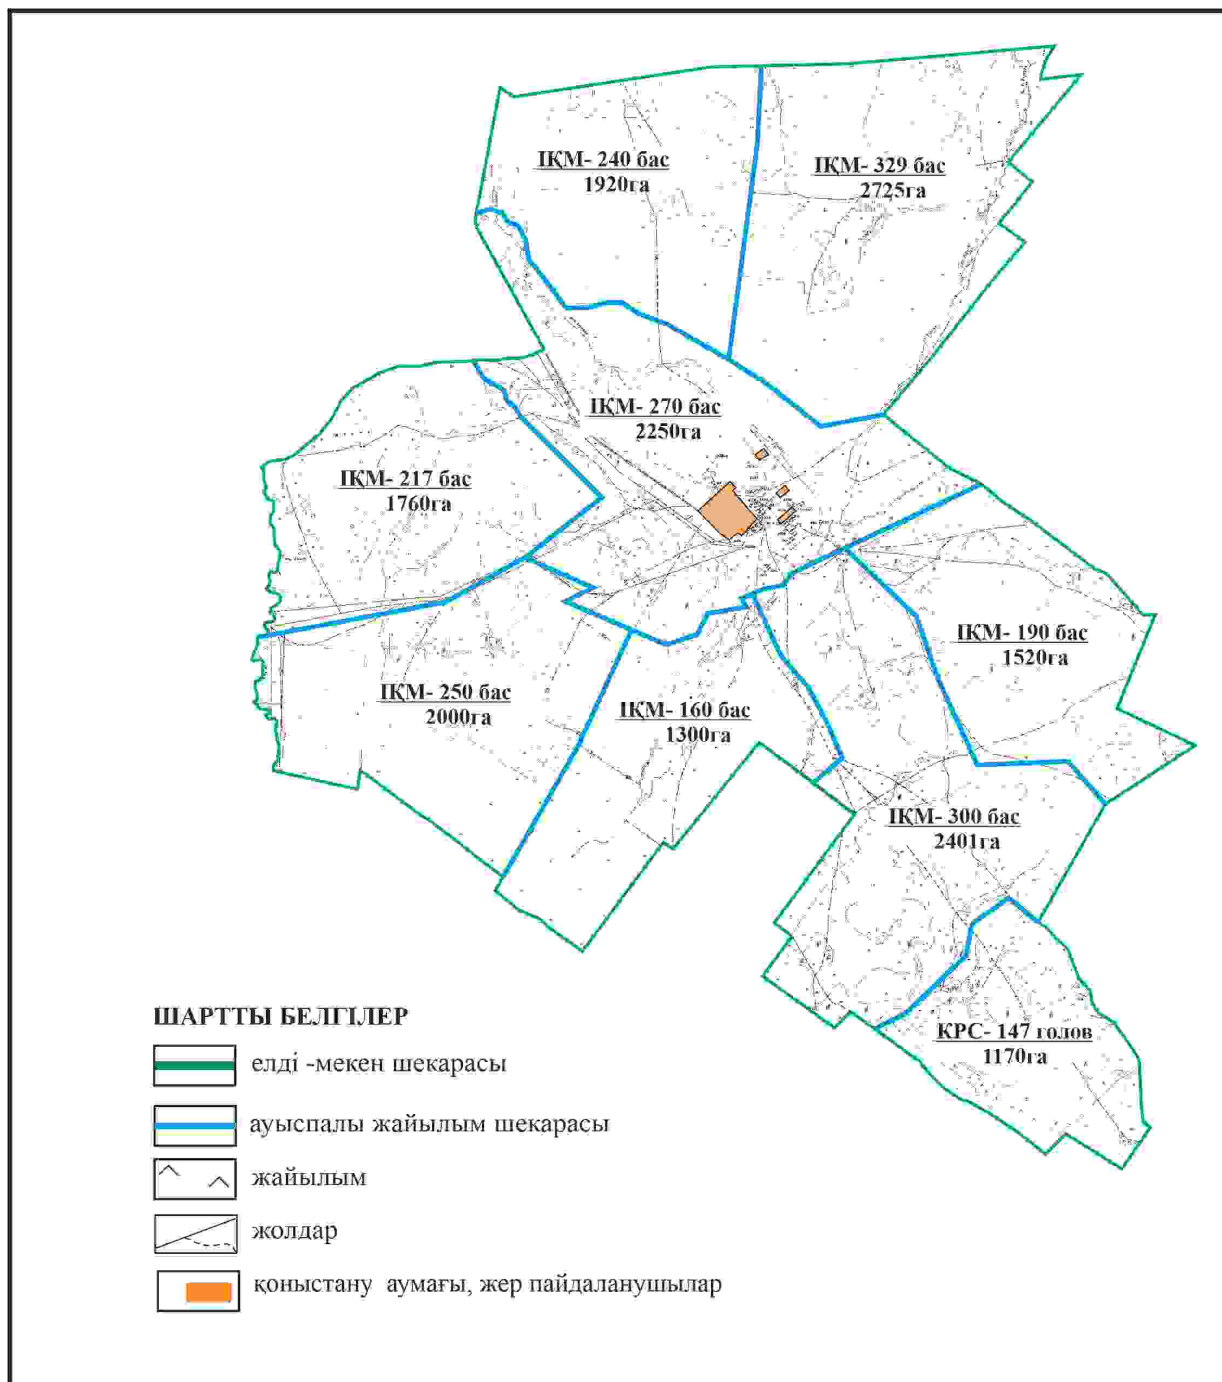 ІҚМ- 240 бас
1920га
ІҚМ- 329 бас
2725га
ІҚМ- 270 бас
2250га
ІҚМ- 217 бас
1760га
ІҚМ- 190 бас
1520га
ІҚМ- 250 бас
2000га
ІҚМ- 160 бас
1300га
ІҚМ- 300 бас
2401га
КРС- 147 голов
1170га
ШАРТТЫ БЕЛГІЛЕР
елді -мекен шекарасы
ауыспалы жайылым шекарасы
жайылым
жолдар
қоныстану аумағы, жер пайдаланушылар